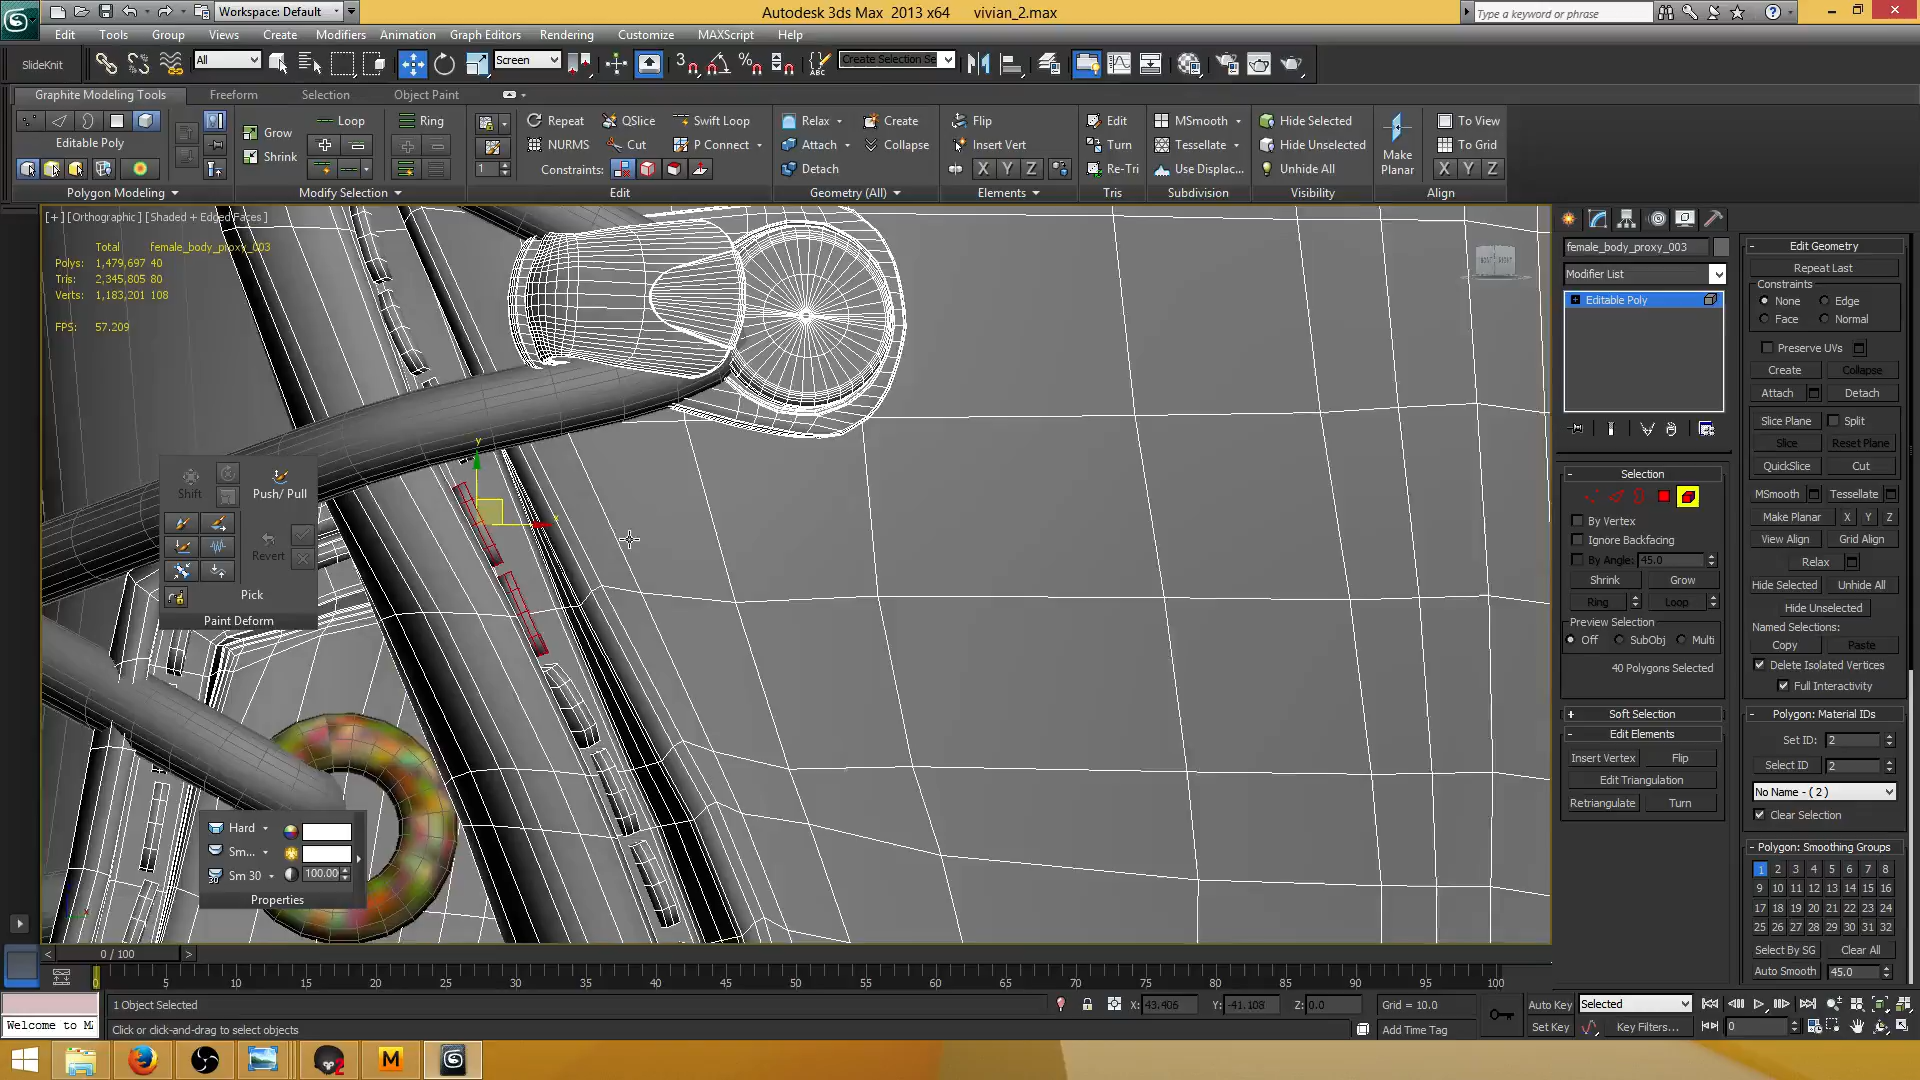 Workspace: Default
Autodesk 3ds Max 2013 x64 vivian_2.max
Type a keyword or phrase
Edit Tools Group Views Create Modifiers Animation Graph Editors Rendering Customize MAXScript Help
SlideKnit
All
Screen
Create Selection Se
Graphite Modeling Tools Freeform Selection Object Paint
Loop Ring Repeat QSlice Swift Loop Relax Create Flip Edit MSmooth Hide Selected To View
Grow
Editable Poly
NURMS Cut P Connect Attach Collapse Insert Vert Turn Tessellate Hide Unselected Make Planar To Grid
Shrink
1 Constraints: Detach X Y Z Re-Tri Use Displac... Unhide All X Y Z
Polygon Modeling Modify Selection Edit Geometry (All) Elements Tris Subdivision Visibility Align
[+] [Orthographic] [Shaded + Edged Faces]
Total female_body_proxy_003
Polys: 1,479,697 40
Tris: 2,345,805 80
Verts: 1,183,201 108
FPS: 57.209
y
x
Shift Push/ Pull
Revert
Pick
Paint Deform
Hard
Sm...
Sm 30 100.00
Properties
female_body_proxy_003
Modifier List
Editable Poly
Selection
By Vertex
Ignore Backfacing
By Angle: 45.0
Shrink Grow
Ring Loop
Preview Selection
Off SubObj Multi
40 Polygons Selected
Soft Selection
Edit Elements
Insert Vertex Flip
Edit Triangulation
Retriangulate Turn
Edit Geometry
Repeat Last
Constraints
None Edge
Face Normal
Preserve UVs
Create Collapse
Attach Detach
Slice Plane Split
Slice Reset Plane
QuickSlice Cut
MSmooth Tessellate
Make Planar X Y Z
View Align Grid Align
Relax
Hide Selected Unhide All
Hide Unselected
Named Selections:
Copy Paste
Delete Isolated Vertices
Full Interactivity
Polygon: Material IDs
Set ID: 2
Select ID 2
No Name - ( 2 )
Clear Selection
Polygon: Smoothing Groups
1 2 3 4 5 6 7 8
9 10 11 12 13 14 15 16
17 18 19 20 21 22 23 24
25 26 27 28 29 30 31 32
Select By SG Clear All
Auto Smooth 45.0
0 / 100
0 5 10 15 20 25 30 35 40 45 50 55 60 65 70 75 80 85 90 95 100
1 Object Selected X: 43.406 Y: -41.108 Z: 0.0 Grid = 10.0 Auto Key Selected
Welcome to M
Click or click-and-drag to select objects Add Time Tag Set Key Key Filters... 0